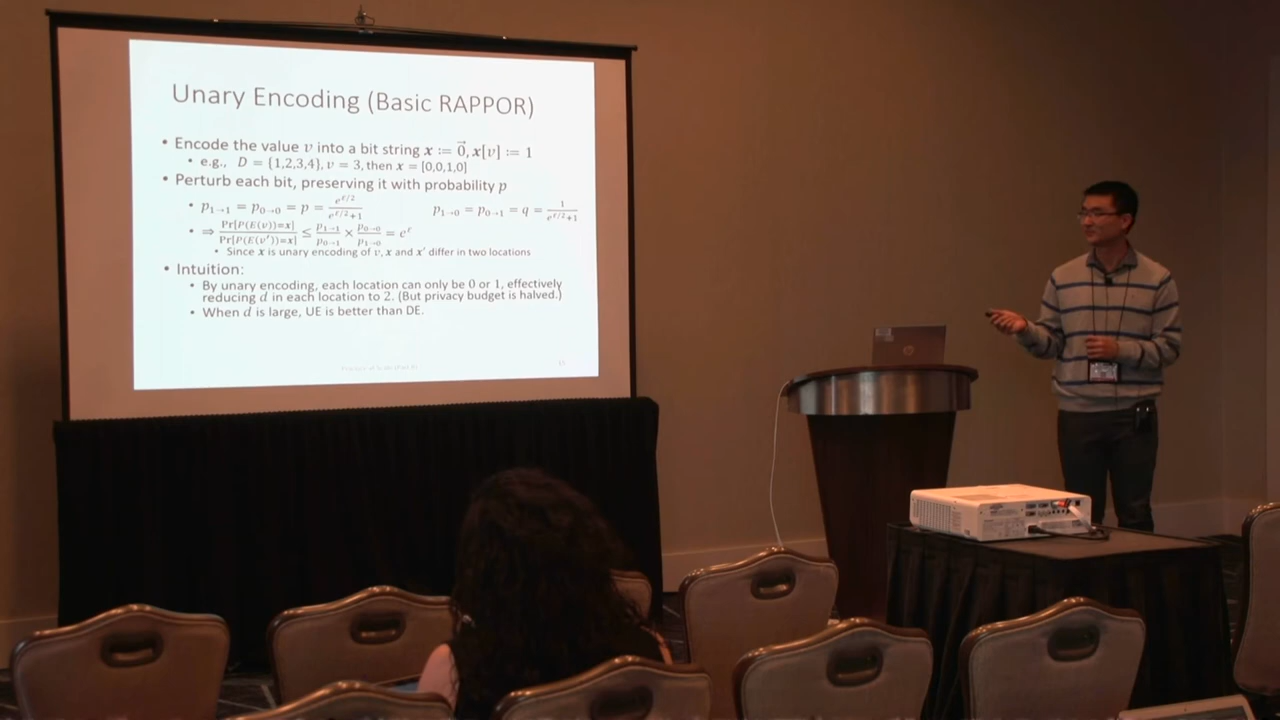 Unary Encoding (Basic RAPPOR)
• Encode the value v into a bit string x := 0⃗, x[v] := 1
• e.g., D = {1,2,3,4}, v = 3, then x = [0,0,1,0]
• Perturb each bit, preserving it with probability p
• p₁→₁ = p₀→₀ = p = e^{ε/2} / (e^{ε/2}+1)    p₁→₀ = p₀→₁ = q = 1 / (e^{ε/2}+1)
• ⇒ Pr[P(E(v))=x] / Pr[P(E(v′))=x] ≤ p₁→₁ / p₀→₁ × p₀→₀ / p₁→₀ = e^ε
• Since x is unary encoding of v, x and x′ differ in two locations
• Intuition:
• By unary encoding, each location can only be 0 or 1, effectively
reducing d in each location to 2. (But privacy budget is halved.)
• When d is large, UE is better than DE.